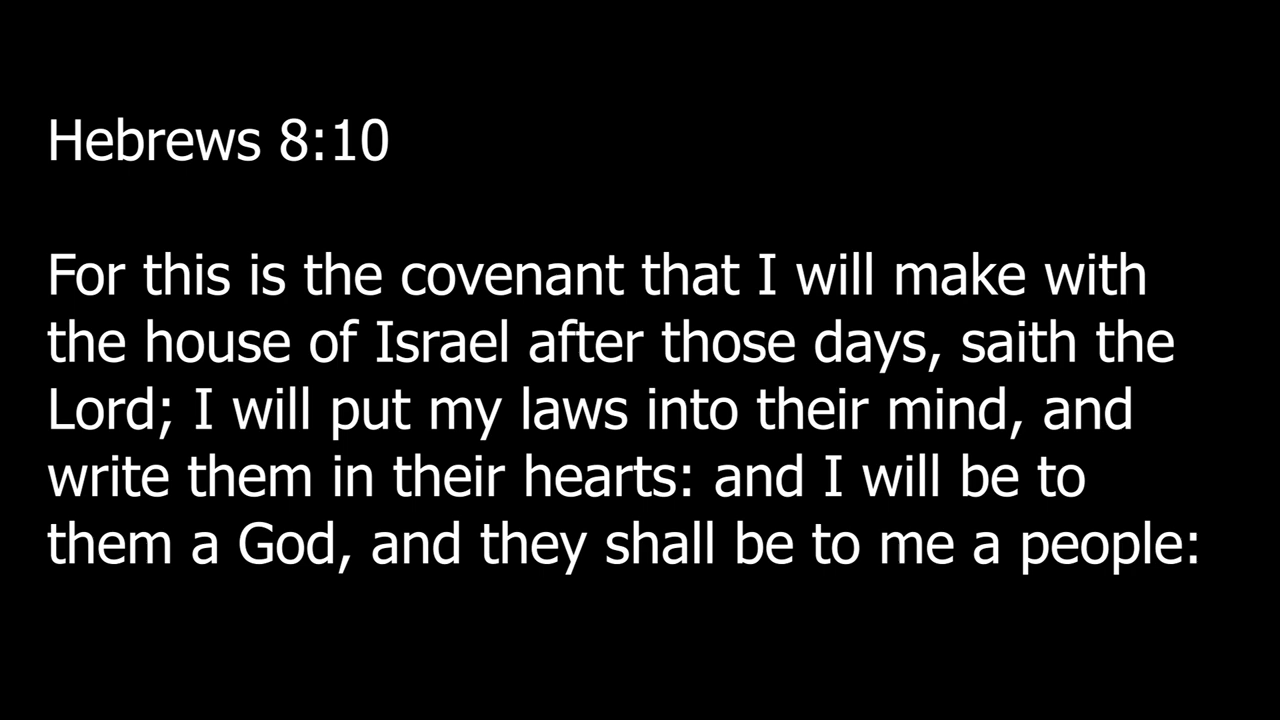 Hebrews 8:10
For this is the covenant that I will make with
the house of Israel after those days, saith the
Lord; I will put my laws into their mind, and
write them in their hearts: and I will be to
them a God, and they shall be to me a people: